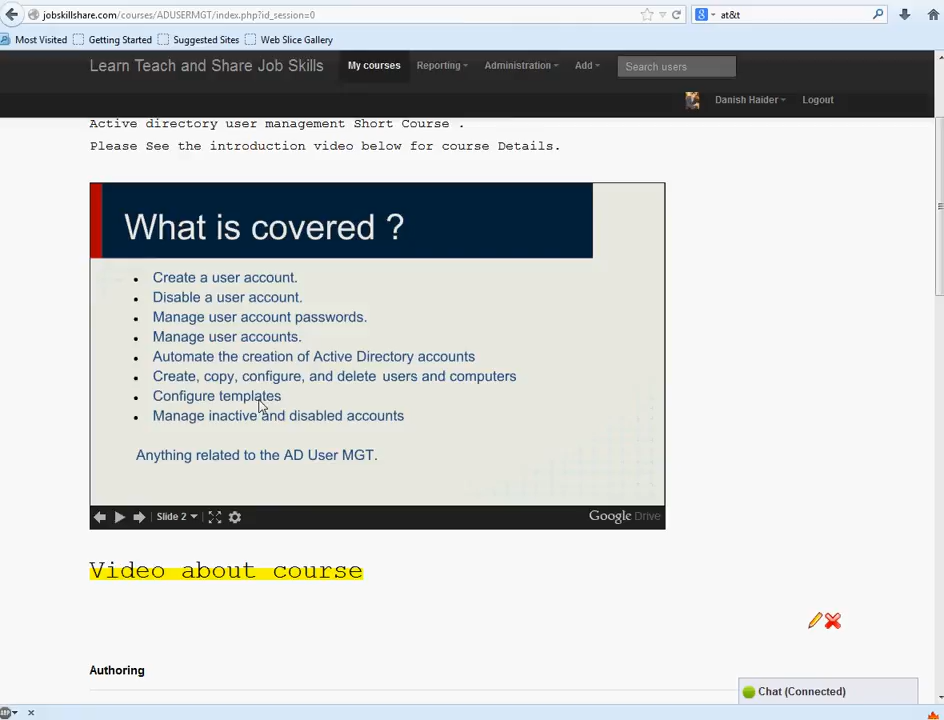 jobskillshare.com/courses/ADUSERMGT/index.php?id_session=0
at&t
Most Visited Getting Started Suggested Sites Web Slice Gallery
Learn Teach and Share Job Skills My courses Reporting Administration Add Search users
Danish Haider Logout
Active directory user management Short Course .
Please See the introduction video below for course Details.
What is covered ?
• Create a user account.
• Disable a user account.
• Manage user account passwords.
• Manage user accounts.
• Automate the creation of Active Directory accounts
• Create, copy, configure, and delete users and computers
• Configure templates
• Manage inactive and disabled accounts
Anything related to the AD User MGT.
Slide 2 Google Drive
Video about course
Authoring
Chat (Connected)